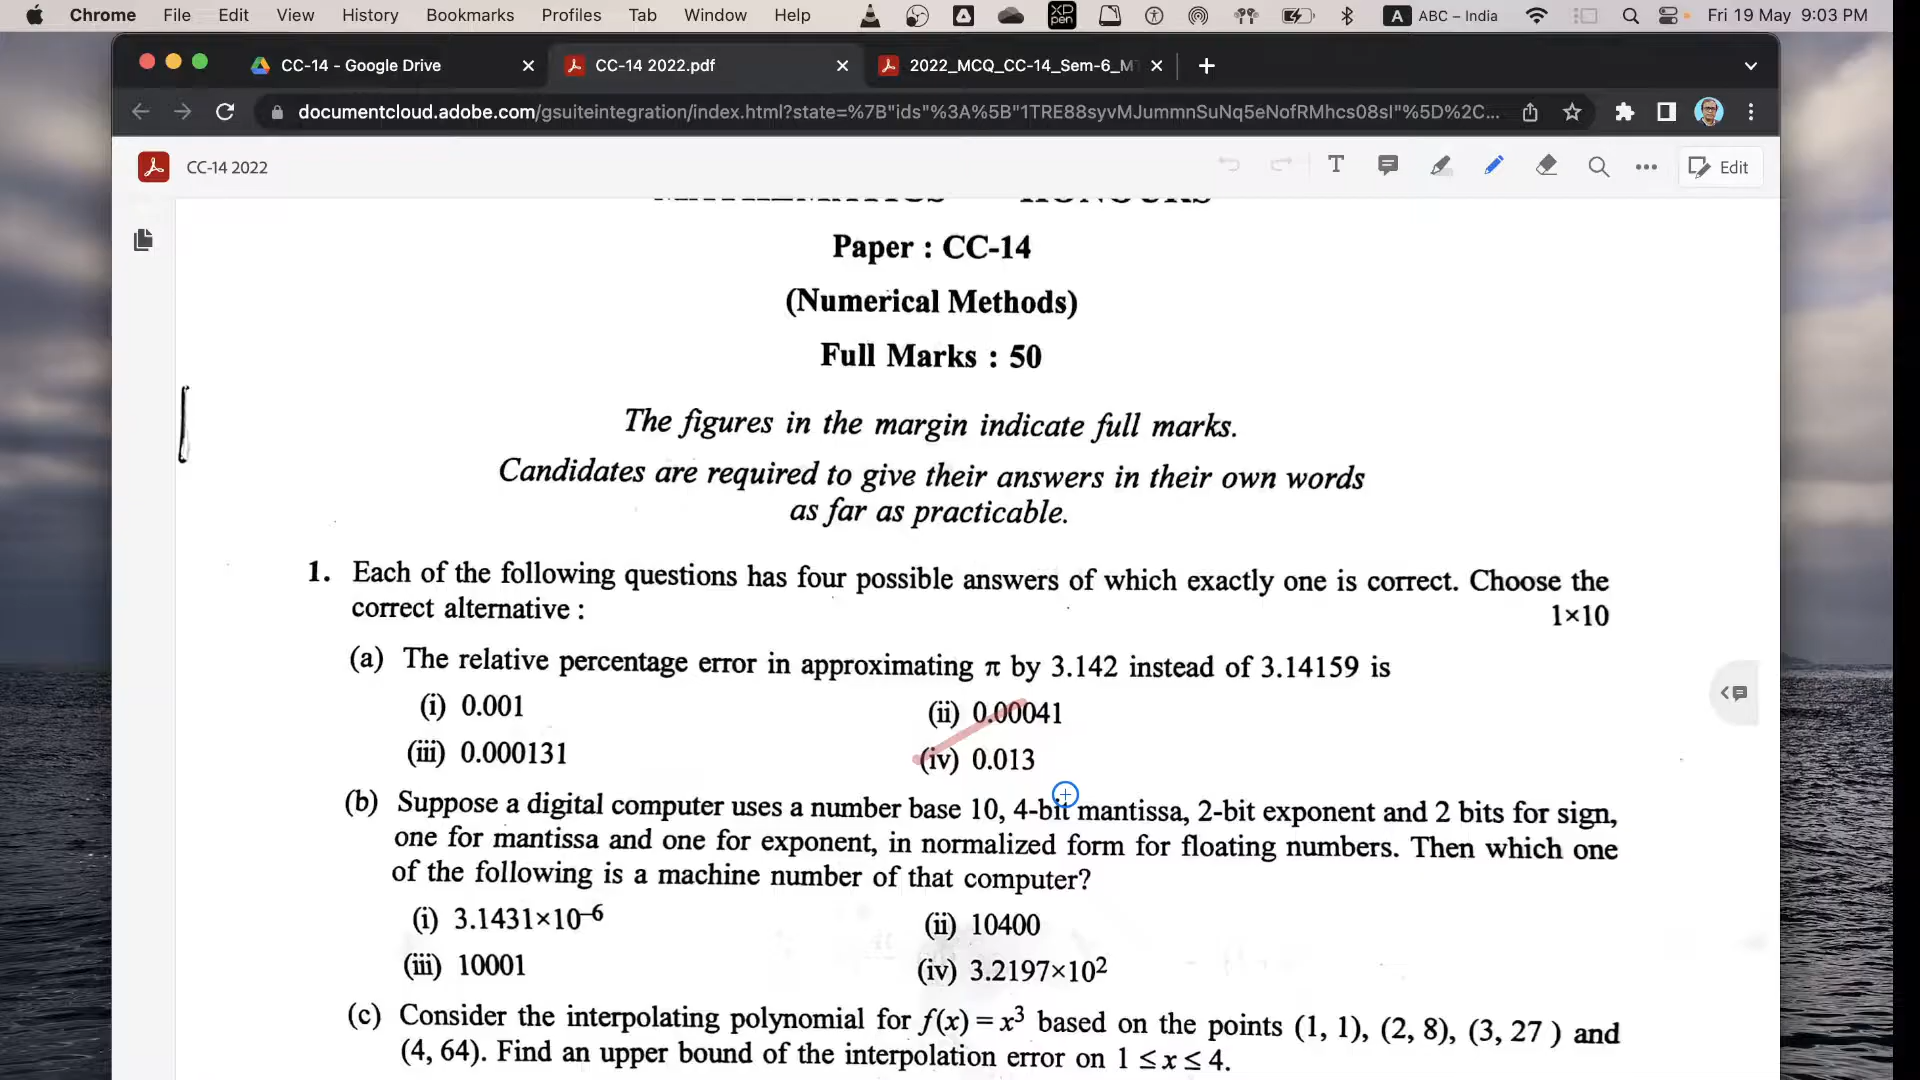 Chrome File Edit View History Bookmarks Profiles Tab Window Help XP pen A ABC – India Fri 19 May 9:03 PM
CC-14 - Google Drive CC-14 2022.pdf 2022_MCQ_CC-14_Sem-6_M
documentcloud.adobe.com/gsuiteintegration/index.html?state=%7B"ids"%3A%5B"1TRE88syvMJummnSuNq5eNofRMhcs08sI"%5D%2C...
CC-14 2022 T Edit
MATHEMATICS — HONOURS
Paper : CC-14
(Numerical Methods)
Full Marks : 50
The figures in the margin indicate full marks.
Candidates are required to give their answers in their own words
as far as practicable.
1. Each of the following questions has four possible answers of which exactly one is correct. Choose the
correct alternative : 1×10
(a) The relative percentage error in approximating π by 3.142 instead of 3.14159 is
(i) 0.001 (ii) 0.00041
(iii) 0.000131 (iv) 0.013
(b) Suppose a digital computer uses a number base 10, 4-bit mantissa, 2-bit exponent and 2 bits for sign,
one for mantissa and one for exponent, in normalized form for floating numbers. Then which one
of the following is a machine number of that computer?
(i) 3.1431×10⁻⁶ (ii) 10400
(iii) 10001 (iv) 3.2197×10²
(c) Consider the interpolating polynomial for f(x) = x³ based on the points (1, 1), (2, 8), (3, 27 ) and
(4, 64). Find an upper bound of the interpolation error on 1 ≤ x ≤ 4.